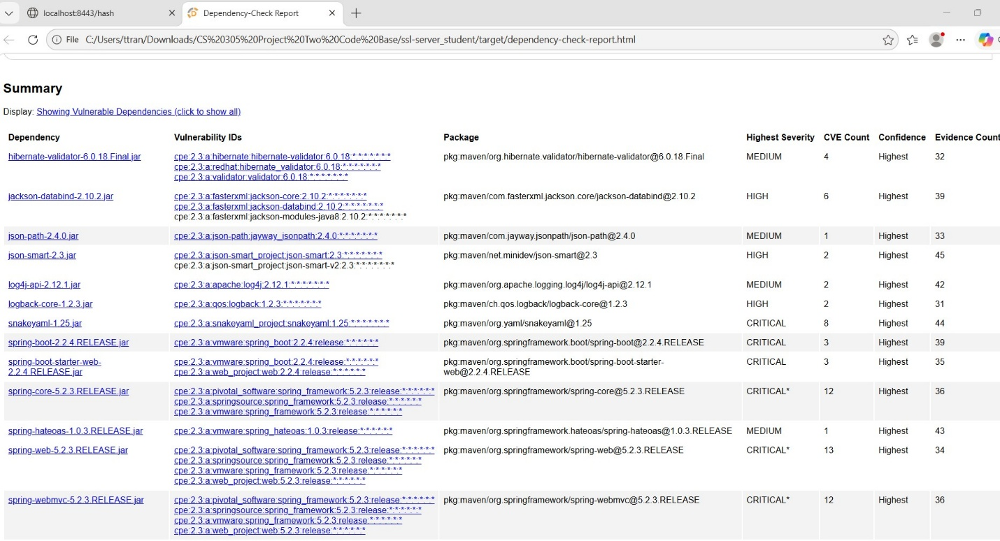 localhost:8443/hash
Dependency-Check Report
File C:/Users/ttran/Downloads/CS%20305%20Project%20Two%20Code%20Base/ssl-server_student/target/dependency-check-report.html
Summary
Display: Showing Vulnerable Dependencies (click to show all)
Dependency Vulnerability IDs Package Highest Severity CVE Count Confidence Evidence Count
hibernate-validator-6.0.18.Final.jar cpe:2.3:a:hibernate:hibernate-validator:6.0.18:*:*:*:*:*:*:* pkg:maven/org.hibernate.validator/hibernate-validator@6.0.18.Final MEDIUM 4 Highest 32
cpe:2.3:a:redhat:hibernate_validator:6.0.18:*:*:*:*:*:*:*
cpe:2.3:a:validator:validator:6.0.18:*:*:*:*:*:*:*
jackson-databind-2.10.2.jar cpe:2.3:a:fasterxml:jackson-core:2.10.2:*:*:*:*:*:*:* pkg:maven/com.fasterxml.jackson.core/jackson-databind@2.10.2 HIGH 6 Highest 39
cpe:2.3:a:fasterxml:jackson-databind:2.10.2:*:*:*:*:*:*:*
cpe:2.3:a:fasterxml:jackson-modules-java8:2.10.2:*:*:*:*:*:*:*
json-path-2.4.0.jar cpe:2.3:a:json-path:jayway_jsonpath:2.4.0:*:*:*:*:*:*:* pkg:maven/com.jayway.jsonpath/json-path@2.4.0 MEDIUM 1 Highest 33
json-smart-2.3.jar cpe:2.3:a:json-smart_project:json-smart:2.3:*:*:*:*:*:*:* pkg:maven/net.minidev/json-smart@2.3 HIGH 2 Highest 45
cpe:2.3:a:json-smart_project:json-smart-v2:2.3:*:*:*:*:*:*:*
log4j-api-2.12.1.jar cpe:2.3:a:apache:log4j:2.12.1:*:*:*:*:*:*:* pkg:maven/org.apache.logging.log4j/log4j-api@2.12.1 MEDIUM 2 Highest 42
logback-core-1.2.3.jar cpe:2.3:a:qos:logback:1.2.3:*:*:*:*:*:*:* pkg:maven/ch.qos.logback/logback-core@1.2.3 HIGH 2 Highest 31
snakeyaml-1.25.jar cpe:2.3:a:snakeyaml_project:snakeyaml:1.25:*:*:*:*:*:*:* pkg:maven/org.yaml/snakeyaml@1.25 CRITICAL 8 Highest 44
spring-boot-2.2.4.RELEASE.jar cpe:2.3:a:vmware:spring_boot:2.2.4:release:*:*:*:*:*:* pkg:maven/org.springframework.boot/spring-boot@2.2.4.RELEASE CRITICAL 3 Highest 39
spring-boot-starter-web- cpe:2.3:a:vmware:spring_boot:2.2.4:release:*:*:*:*:*:* pkg:maven/org.springframework.boot/spring-boot-starter- CRITICAL 3 Highest 35
2.2.4.RELEASE.jar cpe:2.3:a:web_project:web:2.2.4:release:*:*:*:*:*:* web@2.2.4.RELEASE
spring-core-5.2.3.RELEASE.jar cpe:2.3:a:pivotal_software:spring_framework:5.2.3:release:*:*:*:*:*:* pkg:maven/org.springframework/spring-core@5.2.3.RELEASE CRITICAL* 12 Highest 36
cpe:2.3:a:springsource:spring_framework:5.2.3:release:*:*:*:*:*:*
cpe:2.3:a:vmware:spring_framework:5.2.3:release:*:*:*:*:*:*
spring-hateoas-1.0.3.RELEASE.jar cpe:2.3:a:vmware:spring_hateoas:1.0.3:release:*:*:*:*:*:* pkg:maven/org.springframework.hateoas/spring-hateoas@1.0.3.RELEASE MEDIUM 1 Highest 43
spring-web-5.2.3.RELEASE.jar cpe:2.3:a:pivotal_software:spring_framework:5.2.3:release:*:*:*:*:*:* pkg:maven/org.springframework/spring-web@5.2.3.RELEASE CRITICAL* 13 Highest 34
cpe:2.3:a:springsource:spring_framework:5.2.3:release:*:*:*:*:*:*
cpe:2.3:a:vmware:spring_framework:5.2.3:release:*:*:*:*:*:*
cpe:2.3:a:web_project:web:5.2.3:release:*:*:*:*:*:*
spring-webmvc-5.2.3.RELEASE.jar cpe:2.3:a:pivotal_software:spring_framework:5.2.3:release:*:*:*:*:*:* pkg:maven/org.springframework/spring-webmvc@5.2.3.RELEASE CRITICAL* 12 Highest 36
cpe:2.3:a:springsource:spring_framework:5.2.3:release:*:*:*:*:*:*
cpe:2.3:a:vmware:spring_framework:5.2.3:release:*:*:*:*:*:*
cpe:2.3:a:web_project:web:5.2.3:release:*:*:*:*:*:*